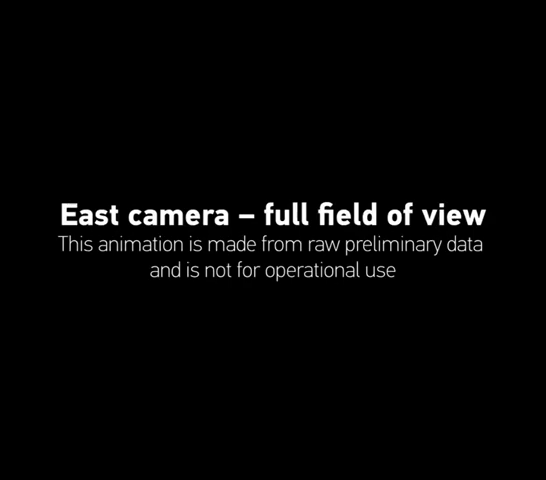 East camera – full field of view
This animation is made from raw preliminary data
and is not for operational use